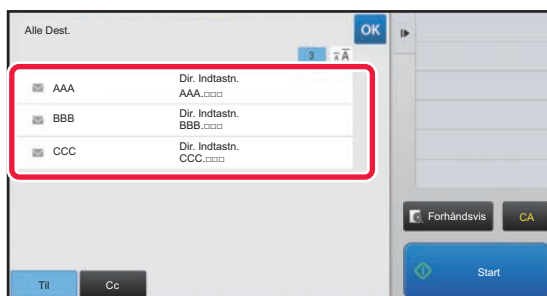 Alle Dest.
OK
3
AAA
Dir. Indtastn.
AAA.□□□
BBB
Dir. Indtastn.
BBB.□□□
CCC
Dir. Indtastn.
CCC.□□□
Forhåndsvis
CA
Til
Cc
Start